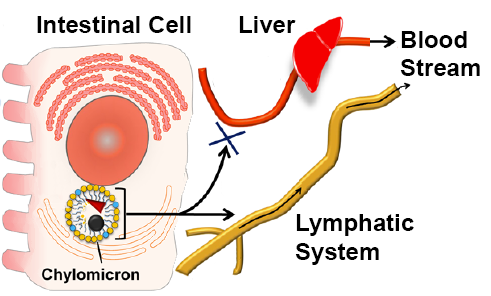 Intestinal Cell
Liver
Blood
Stream
Lymphatic
System
Chylomicron